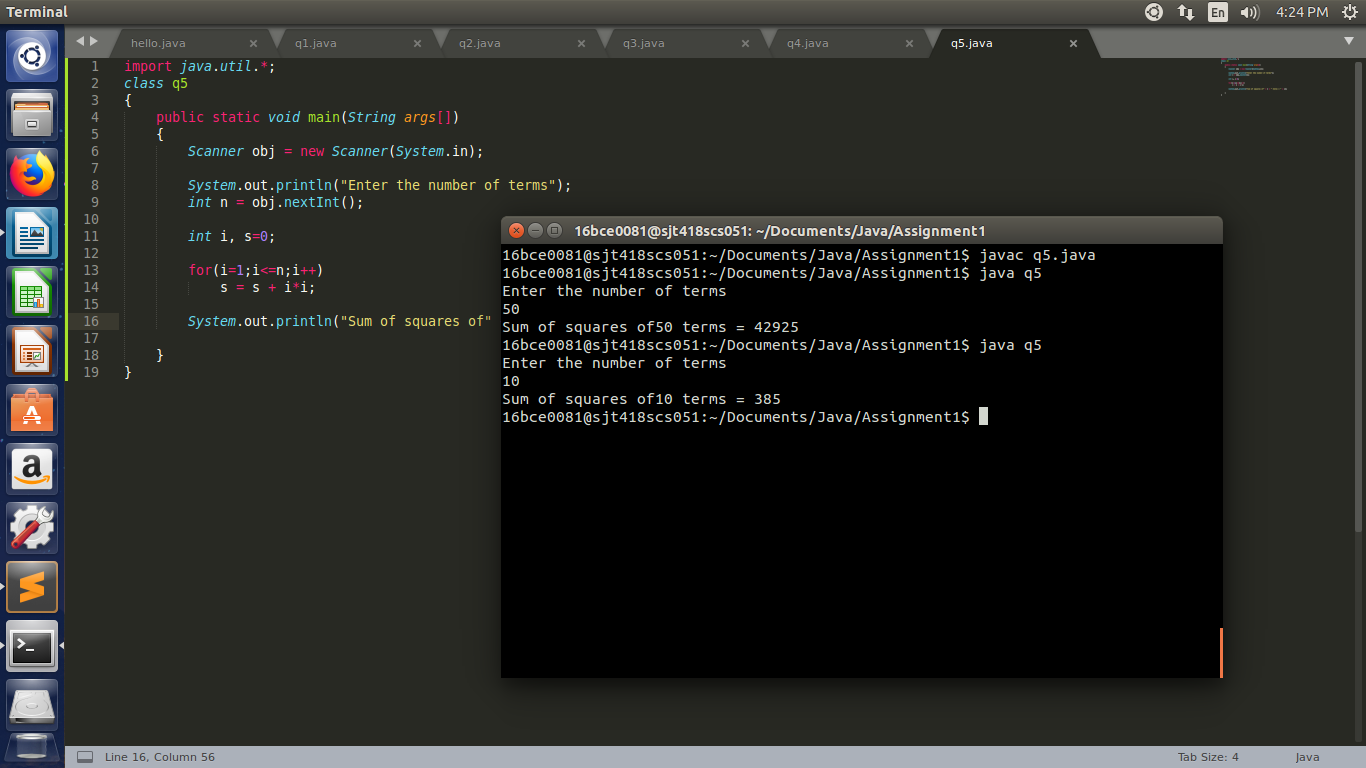 Terminal
En
4:24 PM
hello.java × q1.java × q2.java × q3.java × q4.java × q5.java ×
1 import java.util.*;
2 class q5
3 {
4 public static void main(String args[])
5 {
6 Scanner obj = new Scanner(System.in);
7
8 System.out.println("Enter the number of terms");
9 int n = obj.nextInt();
10
11 int i, s=0;
12
13 for(i=1;i<=n;i++)
14 s = s + i*i;
15
16 System.out.println("Sum of squares of"
17
18 }
19 }
16bce0081@sjt418scs051: ~/Documents/Java/Assignment1
16bce0081@sjt418scs051:~/Documents/Java/Assignment1$ javac q5.java
16bce0081@sjt418scs051:~/Documents/Java/Assignment1$ java q5
Enter the number of terms
50
Sum of squares of50 terms = 42925
16bce0081@sjt418scs051:~/Documents/Java/Assignment1$ java q5
Enter the number of terms
10
Sum of squares of10 terms = 385
16bce0081@sjt418scs051:~/Documents/Java/Assignment1$
Line 16, Column 56
Tab Size: 4
Java